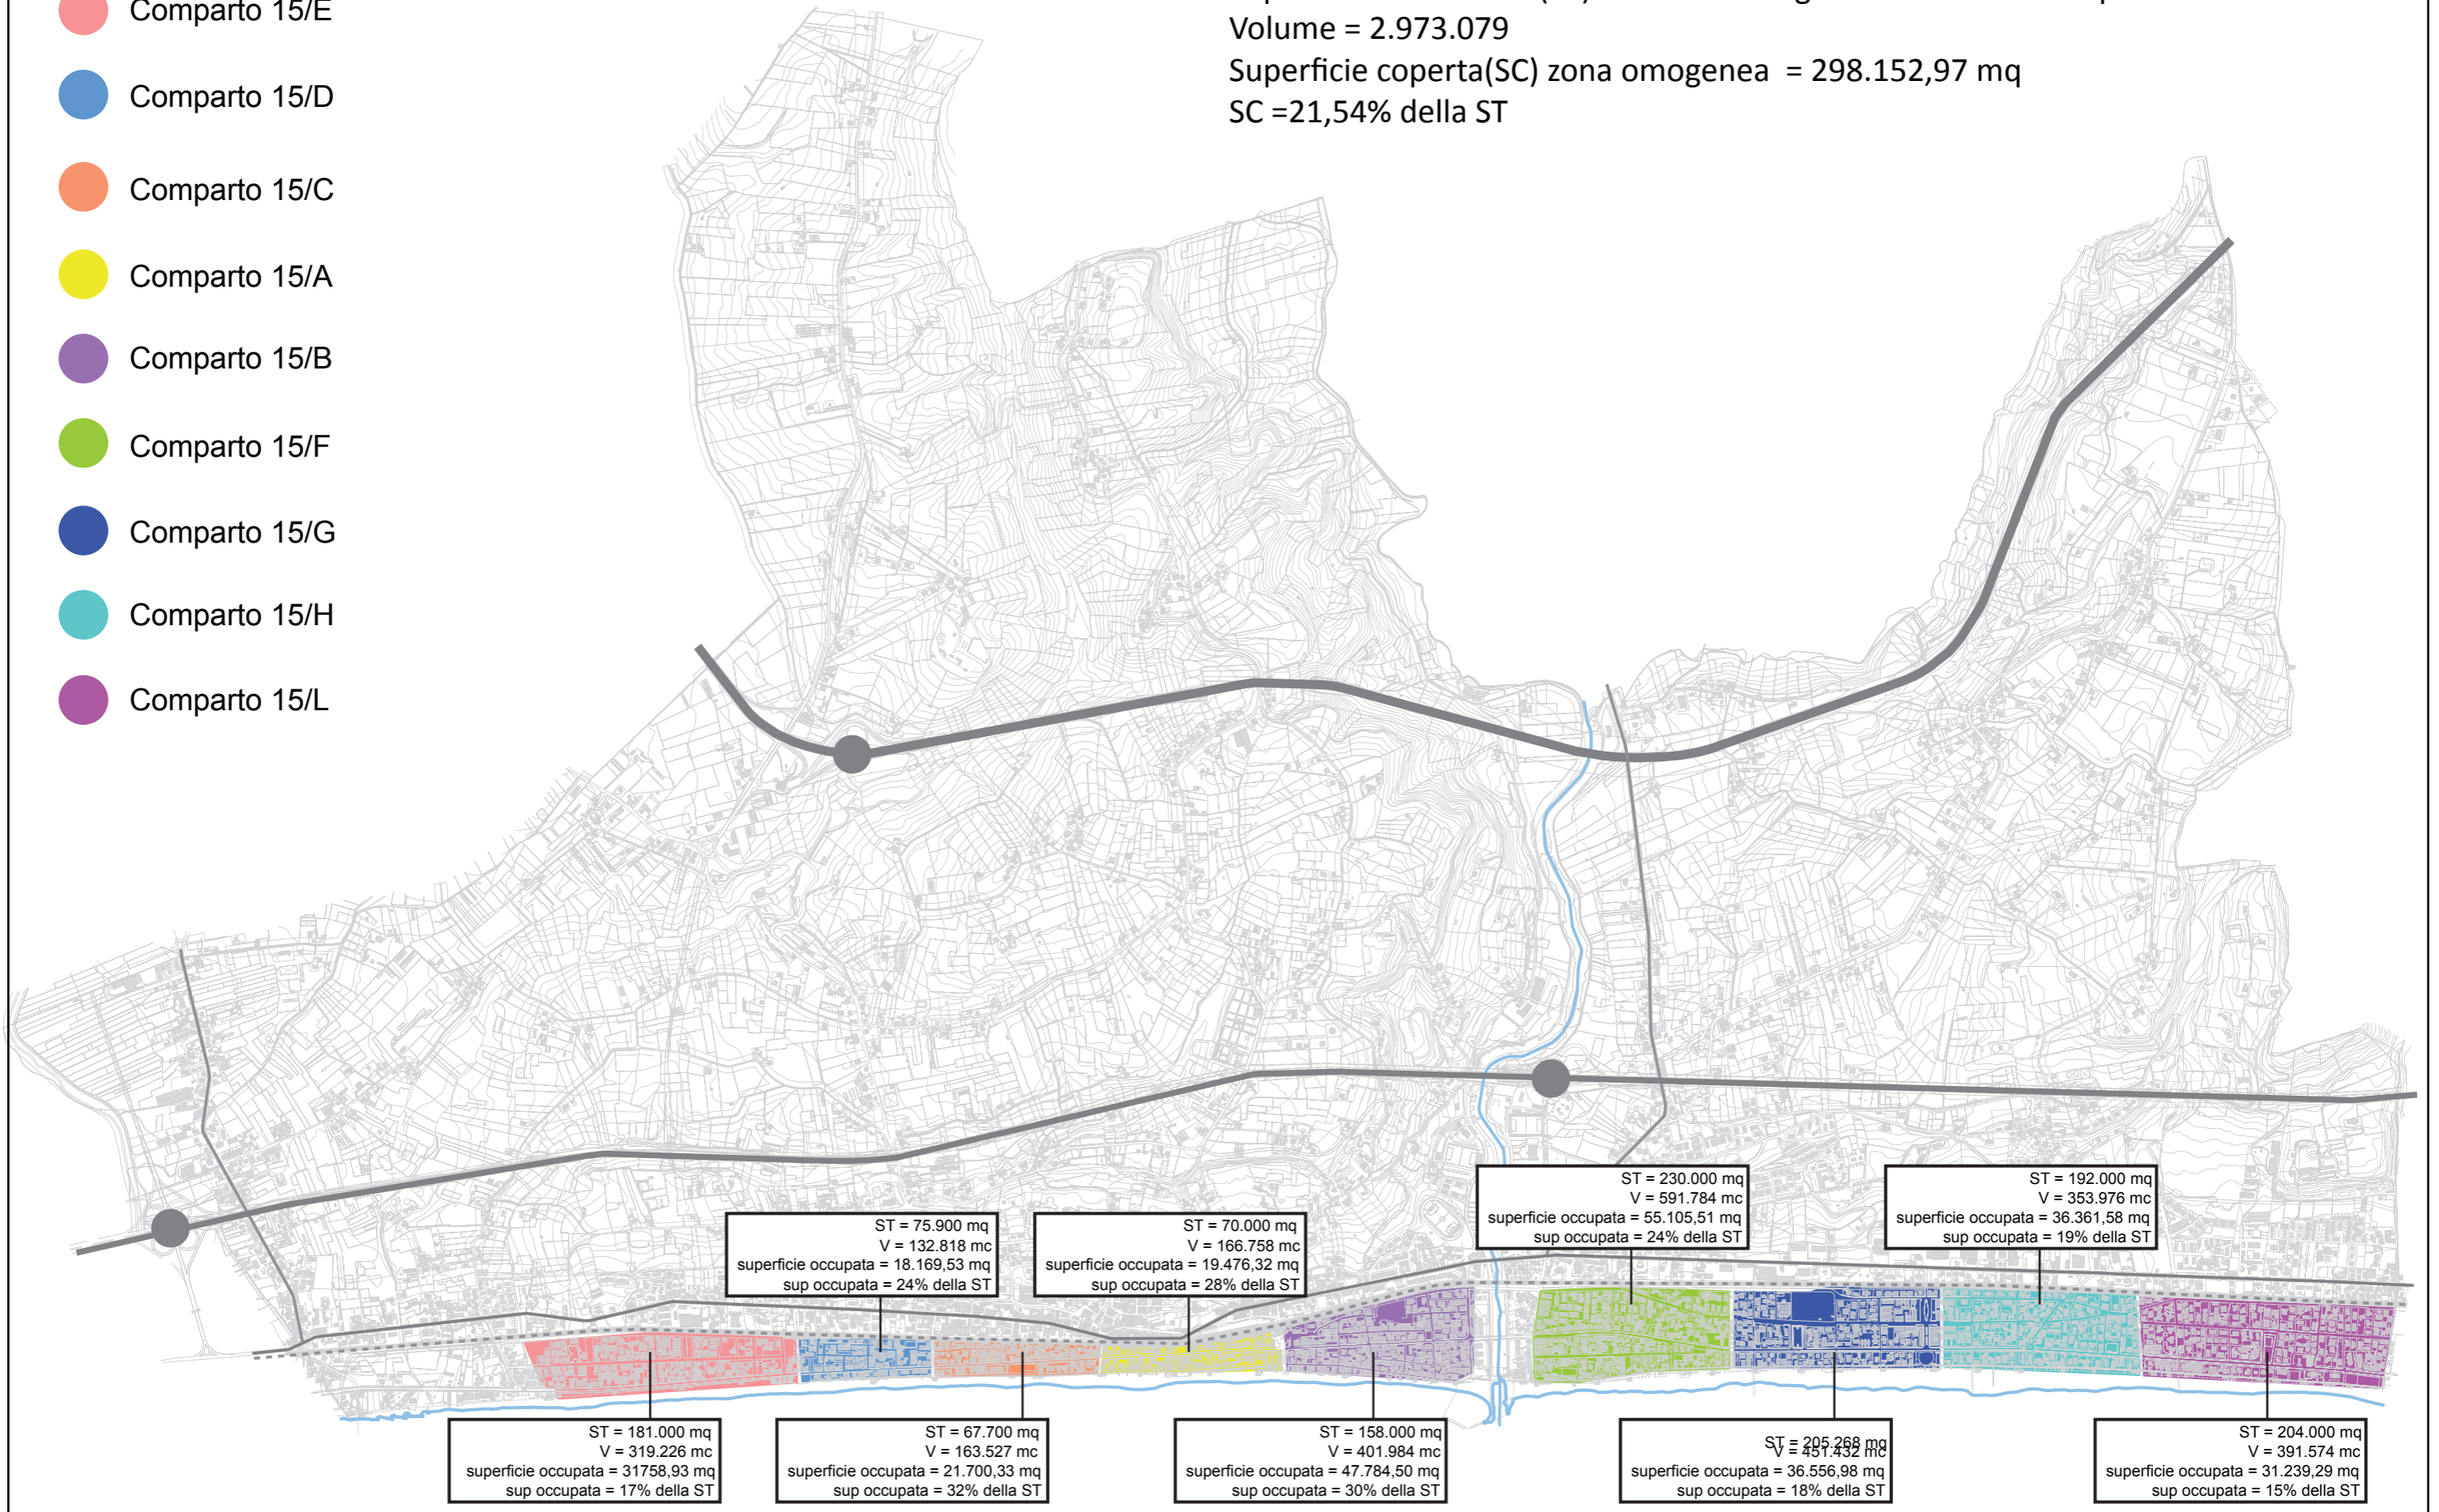 Comparto 15/E
Comparto 15/D
Comparto 15/C
Comparto 15/A
Comparto 15/B
Comparto 15/F
Comparto 15/G
Comparto 15/H
Comparto 15/L
Volume = 2.973.079
Superficie coperta(SC) zona omogenea = 298.152,97 mq
SC =21,54% della ST
ST = 230.000 mq
V = 591.784 mc
superficie occupata = 55.105,51 mq
sup occupata = 24% della ST
ST = 192.000 mq
V = 353.976 mc
superficie occupata = 36.361,58 mq
sup occupata = 19% della ST
ST = 75.900 mq
V = 132.818 mc
superficie occupata = 18.169,53 mq
sup occupata = 24% della ST
ST = 70.000 mq
V = 166.758 mc
superficie occupata = 19.476,32 mq
sup occupata = 28% della ST
ST = 181.000 mq
V = 319.226 mc
superficie occupata = 31758,93 mq
sup occupata = 17% della ST
ST = 67.700 mq
V = 163.527 mc
superficie occupata = 21.700,33 mq
sup occupata = 32% della ST
ST = 158.000 mq
V = 401.984 mc
superficie occupata = 47.784,50 mq
sup occupata = 30% della ST
ST = 205.268 mq
V = 451.432 mc
superficie occupata = 36.556,98 mq
sup occupata = 18% della ST
ST = 204.000 mq
V = 391.574 mc
superficie occupata = 31.239,29 mq
sup occupata = 15% della ST